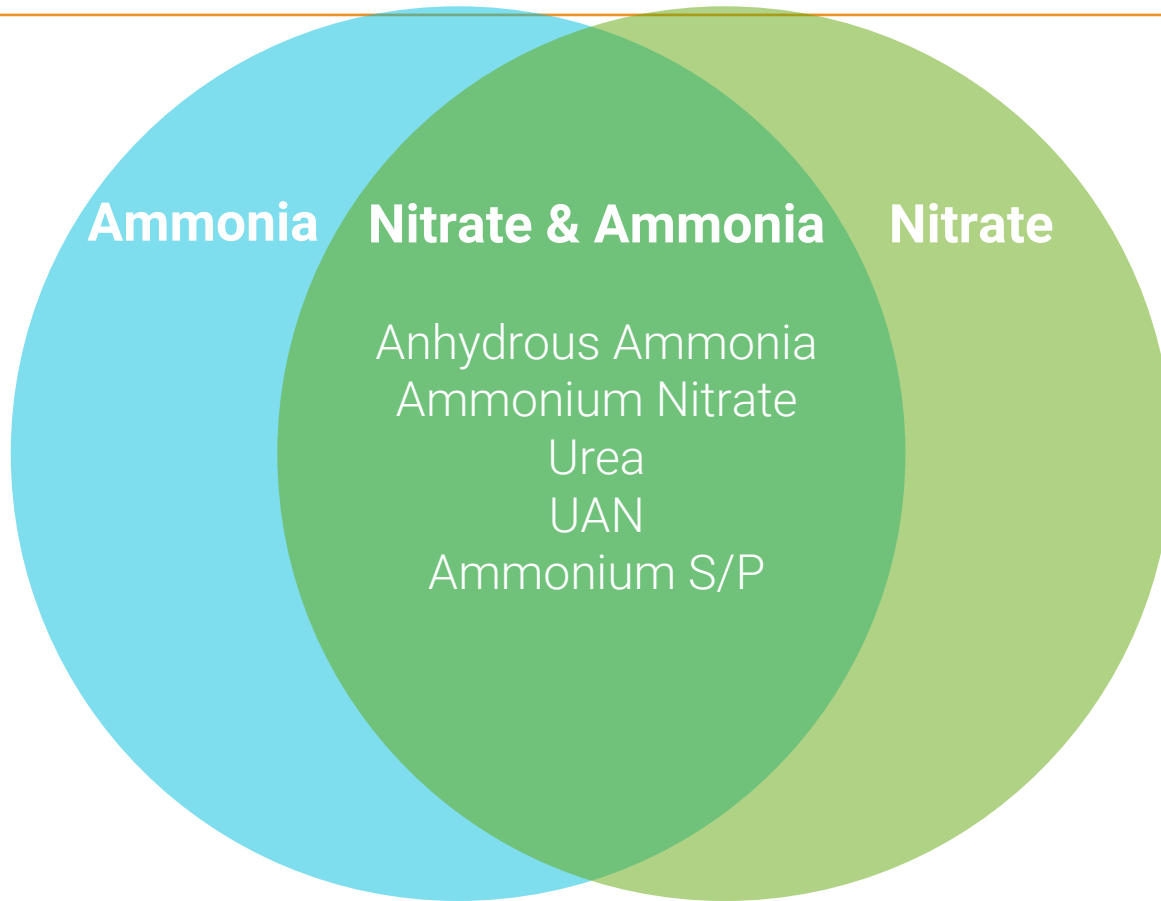 Ammonia
Nitrate & Ammonia
Nitrate
Anhydrous Ammonia
Ammonium Nitrate
Urea
UAN
Ammonium S/P